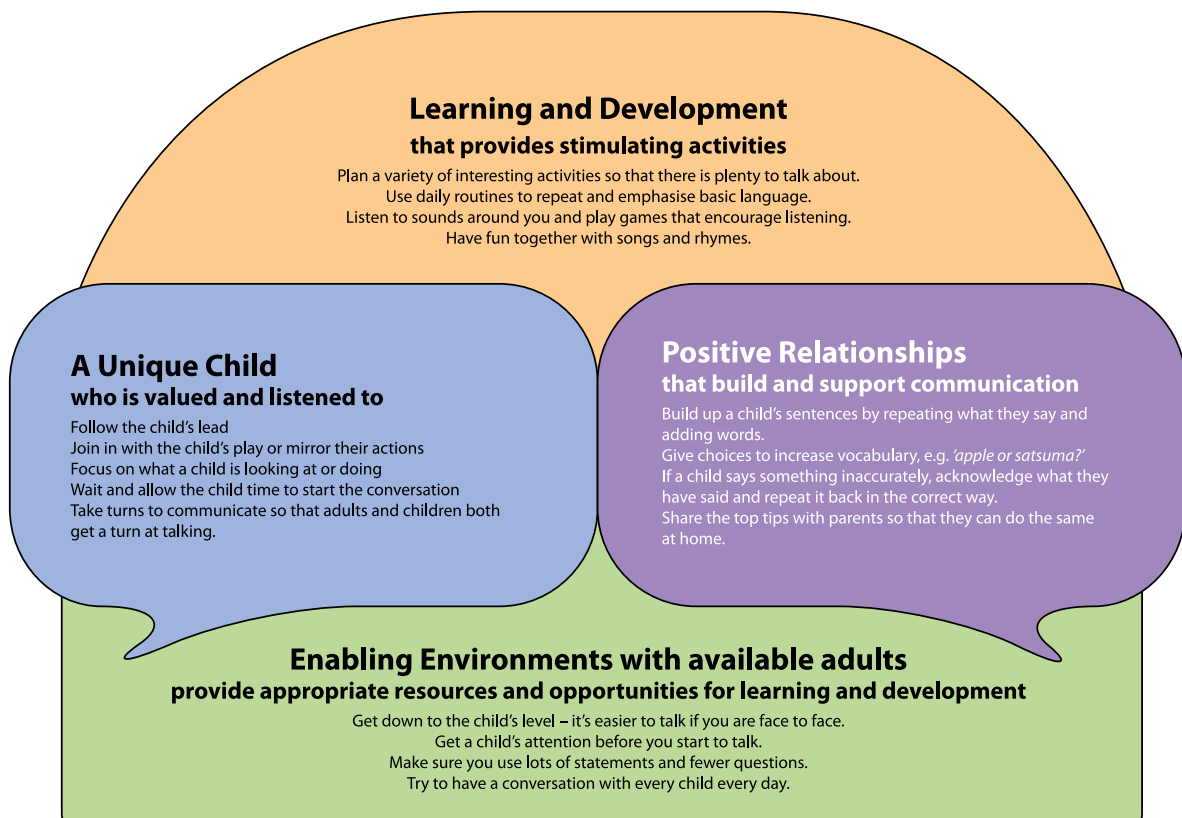 Learning and Development
that provides stimulating activities
Plan a variety of interesting activities so that there is plenty to talk about.
Use daily routines to repeat and emphasise basic language.
Listen to sounds around you and play games that encourage listening.
Have fun together with songs and rhymes.
A Unique Child
who is valued and listened to
Follow the child’s lead
Join in with the child’s play or mirror their actions
Focus on what a child is looking at or doing
Wait and allow the child time to start the conversation
Take turns to communicate so that adults and children both
get a turn at talking.
Positive Relationships
that build and support communication
Build up a child’s sentences by repeating what they say and
adding words.
Give choices to increase vocabulary, e.g. ‘apple or satsuma?’
If a child says something inaccurately, acknowledge what they
have said and repeat it back in the correct way.
Share the top tips with parents so that they can do the same
at home.
Enabling Environments with available adults
provide appropriate resources and opportunities for learning and development
Get down to the child’s level – it’s easier to talk if you are face to face.
Get a child’s attention before you start to talk.
Make sure you use lots of statements and fewer questions.
Try to have a conversation with every child every day.